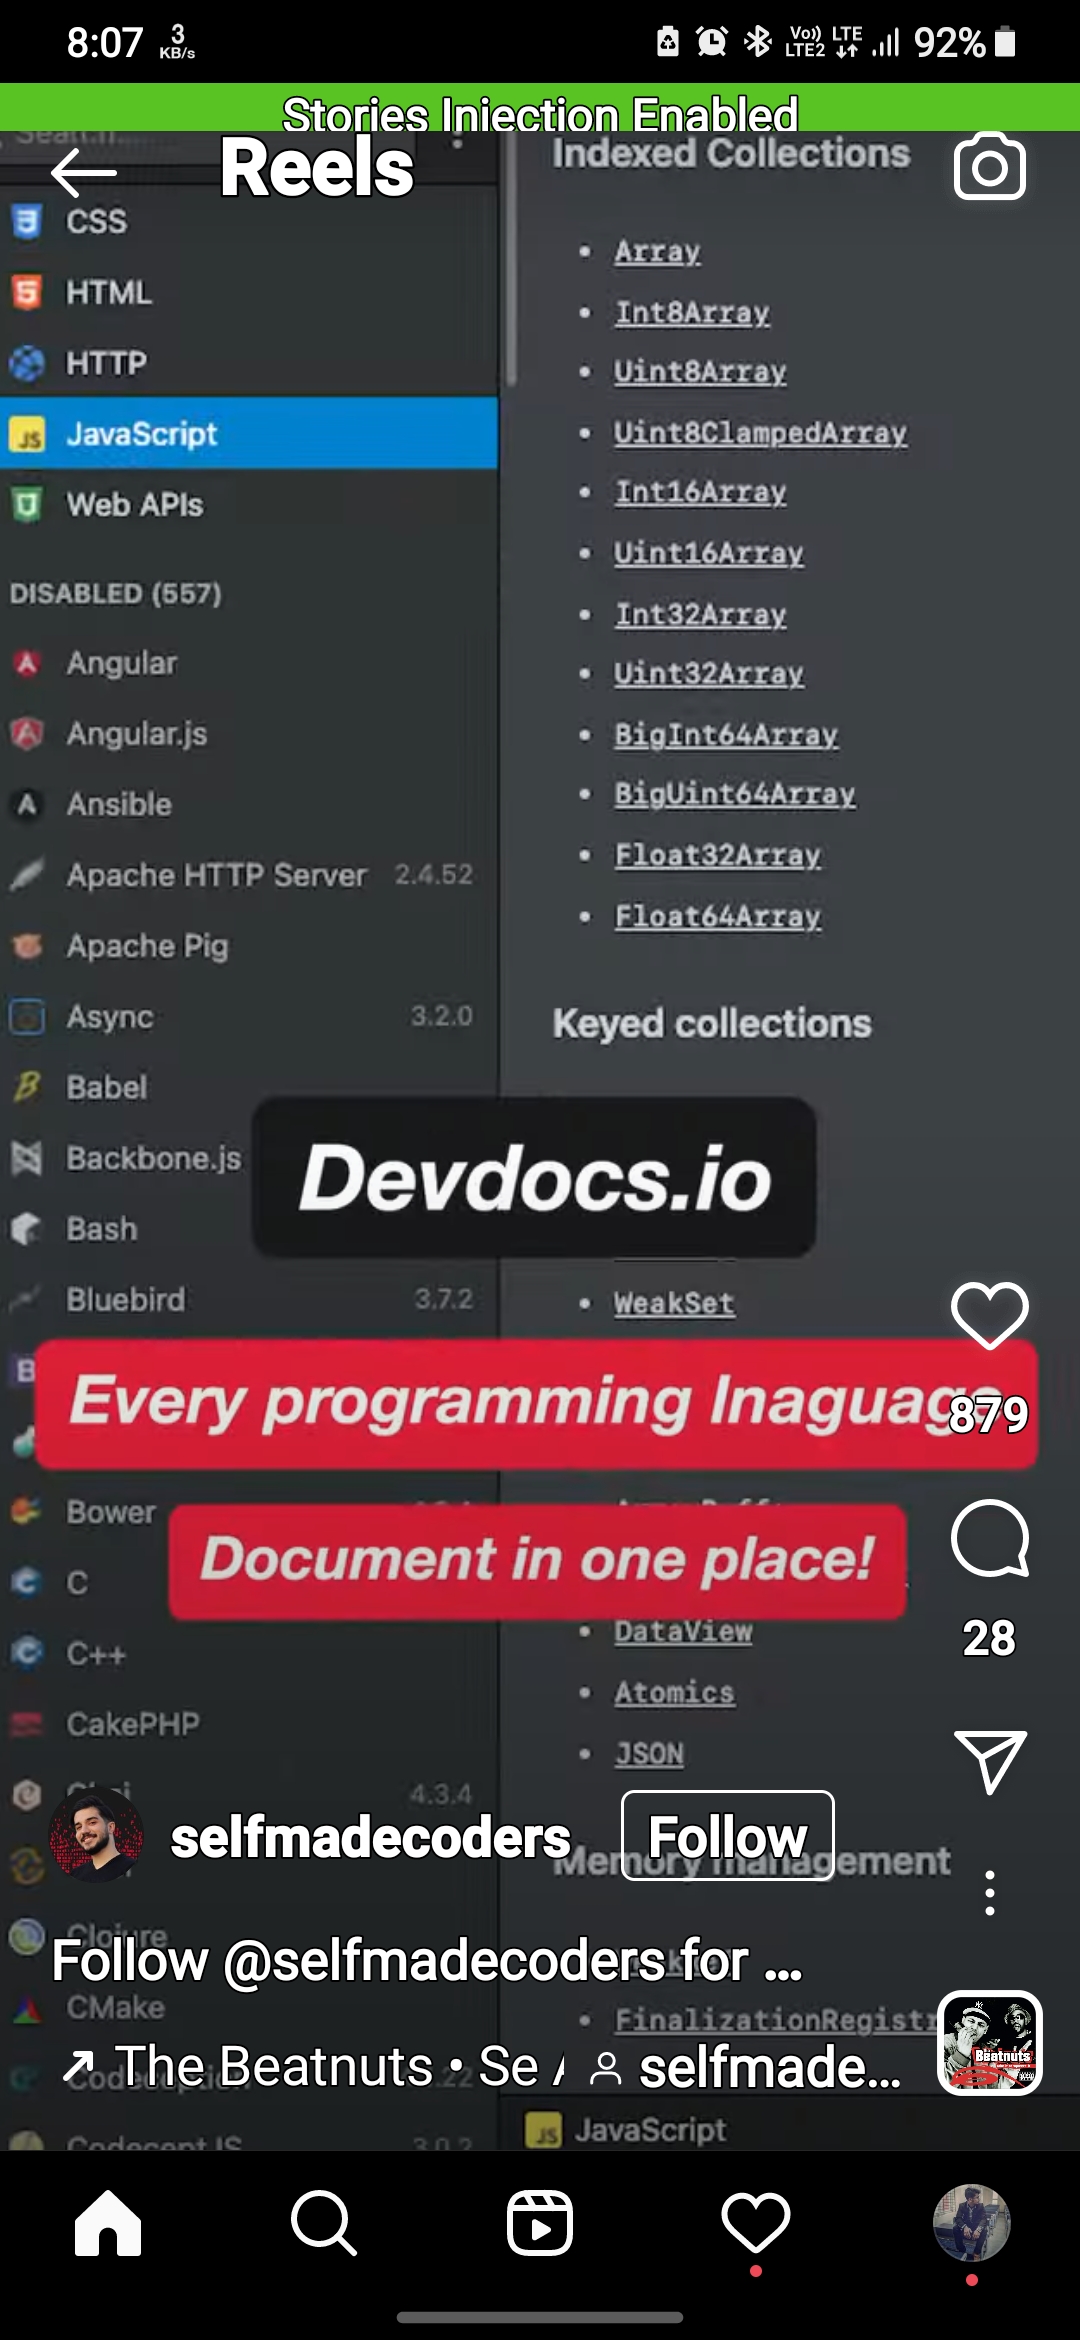 8:07 3 KB/s Vo)) LTE2 LTE 92%
Stories Injection Enabled
Search...
Reels
CSS
HTML
HTTP
JavaScript
Web APIs
DISABLED (557)
Angular
Angular.js
Ansible
Apache HTTP Server 2.4.52
Apache Pig
Async 3.2.0
Babel
Backbone.js
Bash
Bluebird 3.7.2
Bower
C
C++
CakePHP
4.3.4
Clojure
CMake
Indexed Collections
Array
Int8Array
Uint8Array
Uint8ClampedArray
Int16Array
Uint16Array
Int32Array
Uint32Array
BigInt64Array
BigUint64Array
Float32Array
Float64Array
Keyed collections
WeakSet
DataView
Atomics
JSON
Memory management
FinalizationRegistr
JavaScript
Devdocs.io
Every programming lnaguage
Document in one place!
879
28
selfmadecoders Follow
Follow @selfmadecoders for ...
The Beatnuts • Se selfmade...
Beatnuts